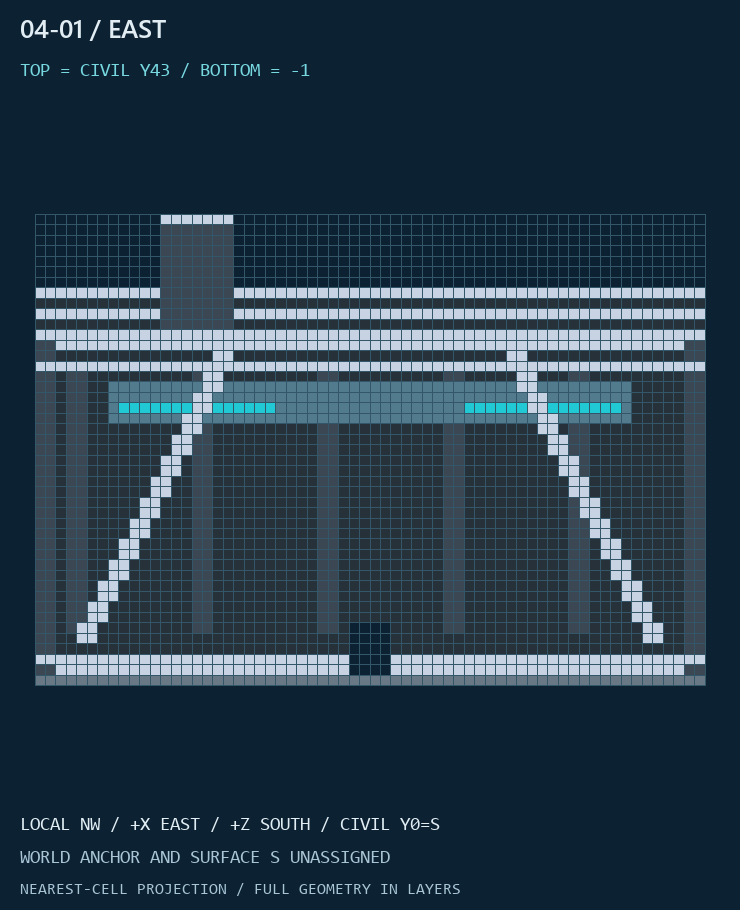 04-01 / EAST
TOP = CIVIL Y43 / BOTTOM = -1
LOCAL NW / +X EAST / +Z SOUTH / CIVIL Y0=S
WORLD ANCHOR AND SURFACE S UNASSIGNED
NEAREST-CELL PROJECTION / FULL GEOMETRY IN LAYERS